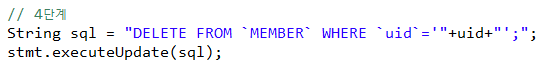 // 4단계
String sql = "DELETE FROM `MEMBER` WHERE `uid`='"+uid+"';";
stmt.executeUpdate(sql);